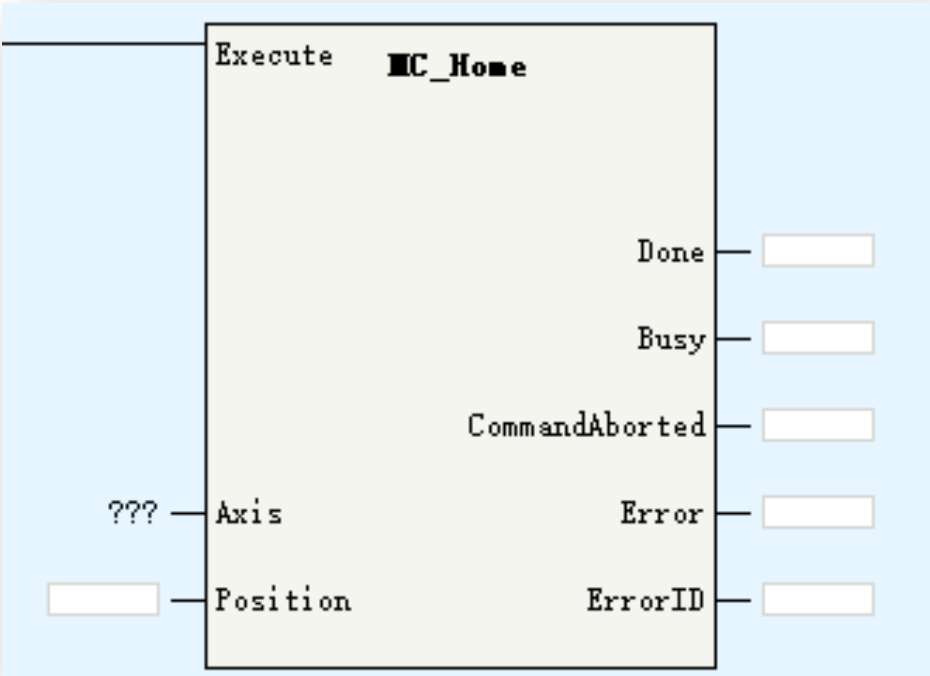 Execute
MC_Home
Done
Busy
CommandAborted
??? Axis
Error
Position
ErrorID